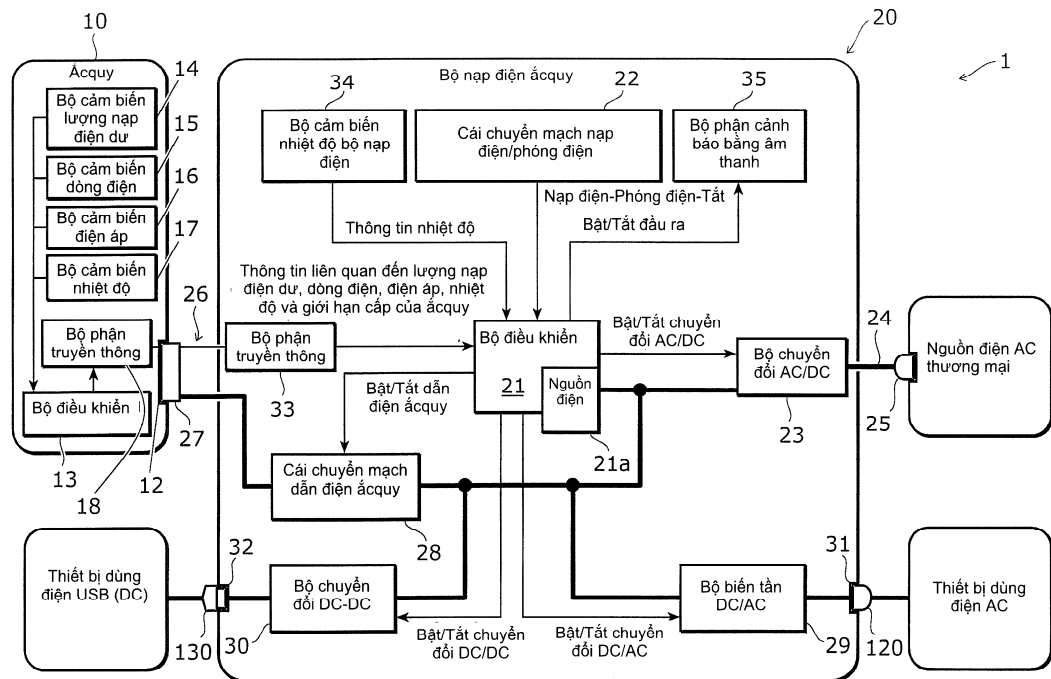 10
20
1
Ắcquy
Bộ nạp điện ắcquy
14
34
22
35
Bộ cảm biến
lượng nạp
điện dư
15
Bộ cảm biến
dòng điện
16
Bộ cảm biến
điện áp
17
Bộ cảm biến
nhiệt độ
Bộ cảm biến
nhiệt độ bộ nạp
điện
Cái chuyển mạch nạp
điện/phóng điện
Bộ phận cảnh
báo bằng âm
thanh
Nạp điện-Phóng điện-Tắt
Thông tin nhiệt độ
Bật/Tắt đầu ra
Thông tin liên quan đến lượng nạp
điện dư, dòng điện, điện áp, nhiệt
độ và giới hạn cấp của ắcquy
26
Bộ phận
truyền thông
Bộ phận
truyền thông
33
Bộ điều khiển
21
Nguồn
điện
21a
Bật/Tắt chuyển
đổi AC/DC
Bộ chuyển
đổi AC/DC
23
24
25
Nguồn điện AC
thương mại
Bộ điều khiển
13
18
12
27
Bật/Tắt dẫn
điện ắcquy
Cái chuyển mạch
dẫn điện ắcquy
28
Thiết bị dùng
điện USB (DC)
32
130
Bộ chuyển
đổi DC-DC
30
Bật/Tắt chuyển
đổi DC/DC
Bật/Tắt chuyển
đổi DC/AC
Bộ biến tần
DC/AC
29
31
120
Thiết bị dùng
điện AC